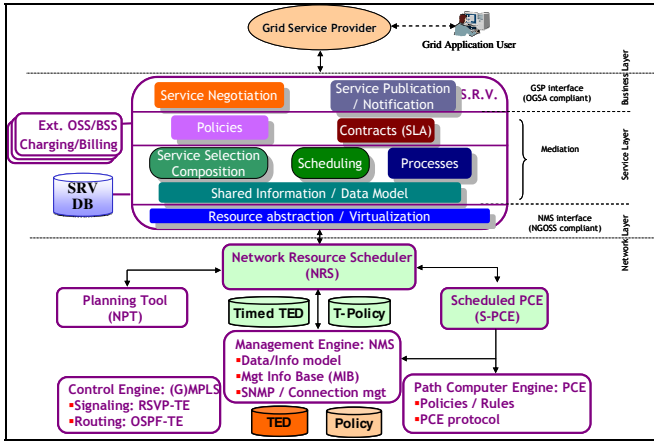 Grid Service Provider
Grid Application User
Business Layer
Service Negotiation
Service Publication
/ Notification
S.R.V.
GSP interface
(OGSA compliant)
Ext. OSS/BSS
Charging/Billing
Policies
Contracts (SLA)
Mediation
Service Layer
Service Selection
Composition
Scheduling
Processes
SRV
DB
Shared Information / Data Model
Resource abstraction / Virtualization
NMS interface
(NGOSS compliant)
Network Layer
Network Resource Scheduler
(NRS)
Planning Tool
(NPT)
Timed TED
T-Policy
Scheduled PCE
(S-PCE)
Management Engine: NMS
Data/Info model
Mgt Info Base (MIB)
SNMP / Connection mgt
Control Engine: (G)MPLS
Signaling: RSVP-TE
Routing: OSPF-TE
Path Computer Engine: PCE
Policies / Rules
PCE protocol
TED
Policy